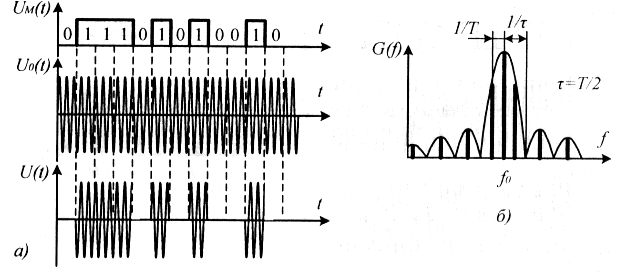 U_M(t)
0 1 1 1 0 1 0 1 0 0 1 0
t
U_0(t)
t
U(t)
t
а)
1/T
1/τ
G(f)
τ=T/2
f
f_0
б)